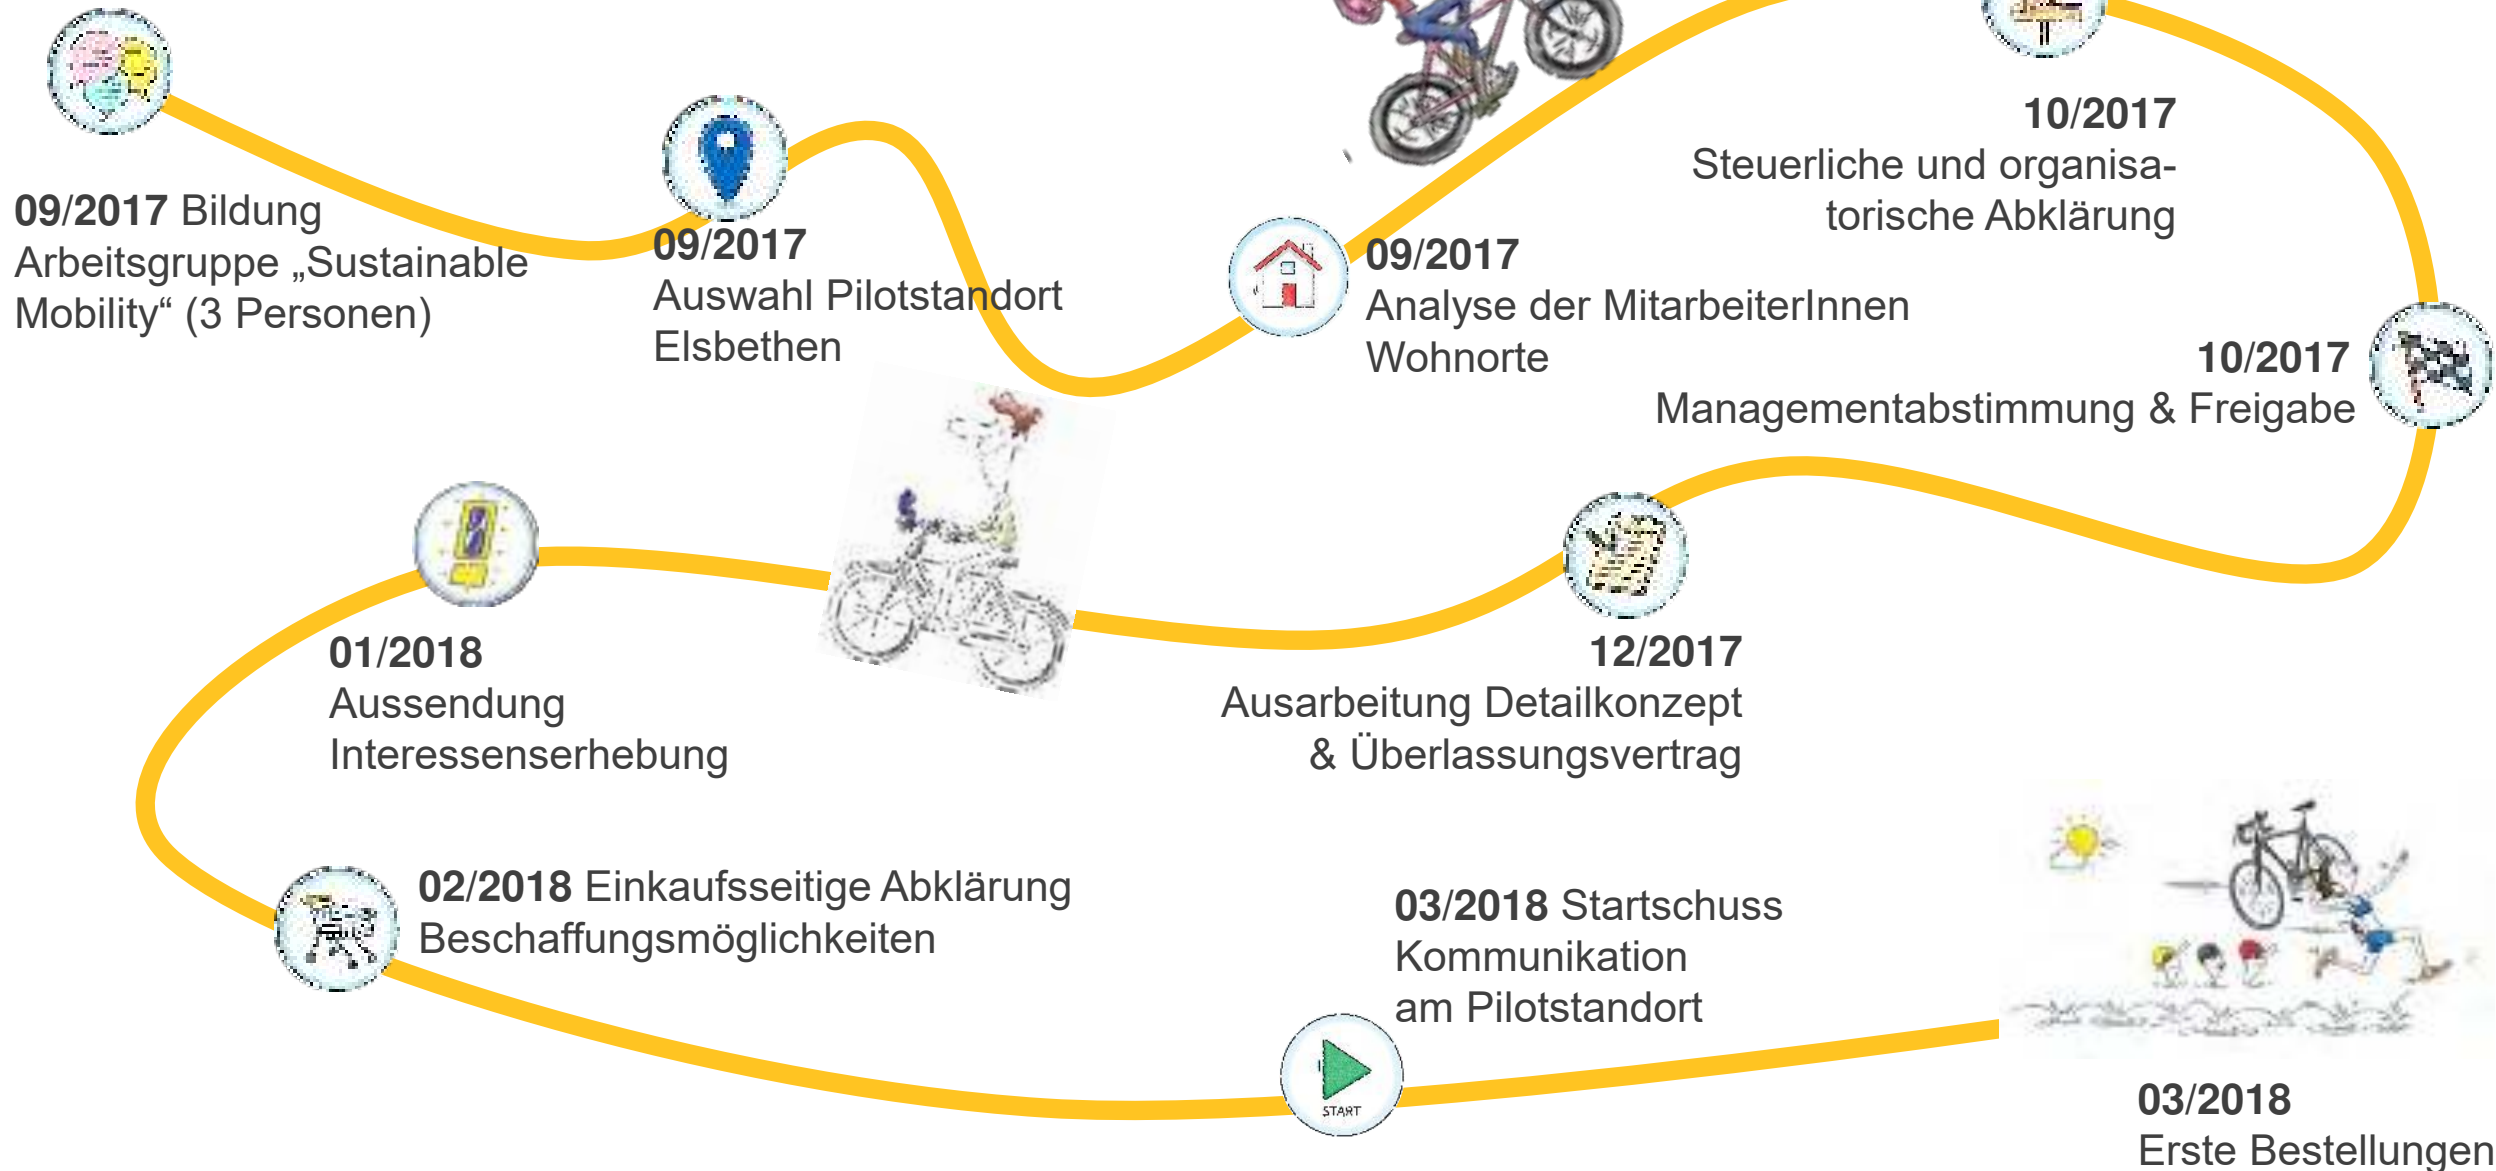 09/2017 Bildung
Arbeitsgruppe „Sustainable
Mobility“ (3 Personen)
09/2017
Auswahl Pilotstandort
Elsbethen
09/2017
Analyse der MitarbeiterInnen
Wohnorte
10/2017
Steuerliche und organisa-
torische Abklärung
10/2017
Managementabstimmung & Freigabe
12/2017
Ausarbeitung Detailkonzept
& Überlassungsvertrag
01/2018
Aussendung
Interessenserhebung
02/2018 Einkaufsseitige Abklärung
Beschaffungsmöglichkeiten
03/2018 Startschuss
Kommunikation
am Pilotstandort
START
03/2018
Erste Bestellungen